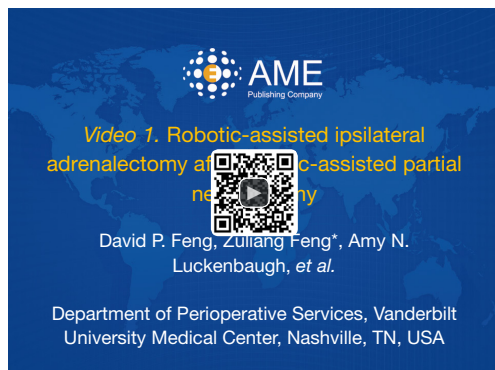 AME
Publishing Company
Video 1. Robotic-assisted ipsilateral
adrenalectomy af c-assisted partial
ne ny
David P. Feng, Zuliang Feng*, Amy N.
Luckenbaugh, et al.
Department of Perioperative Services, Vanderbilt
University Medical Center, Nashville, TN, USA